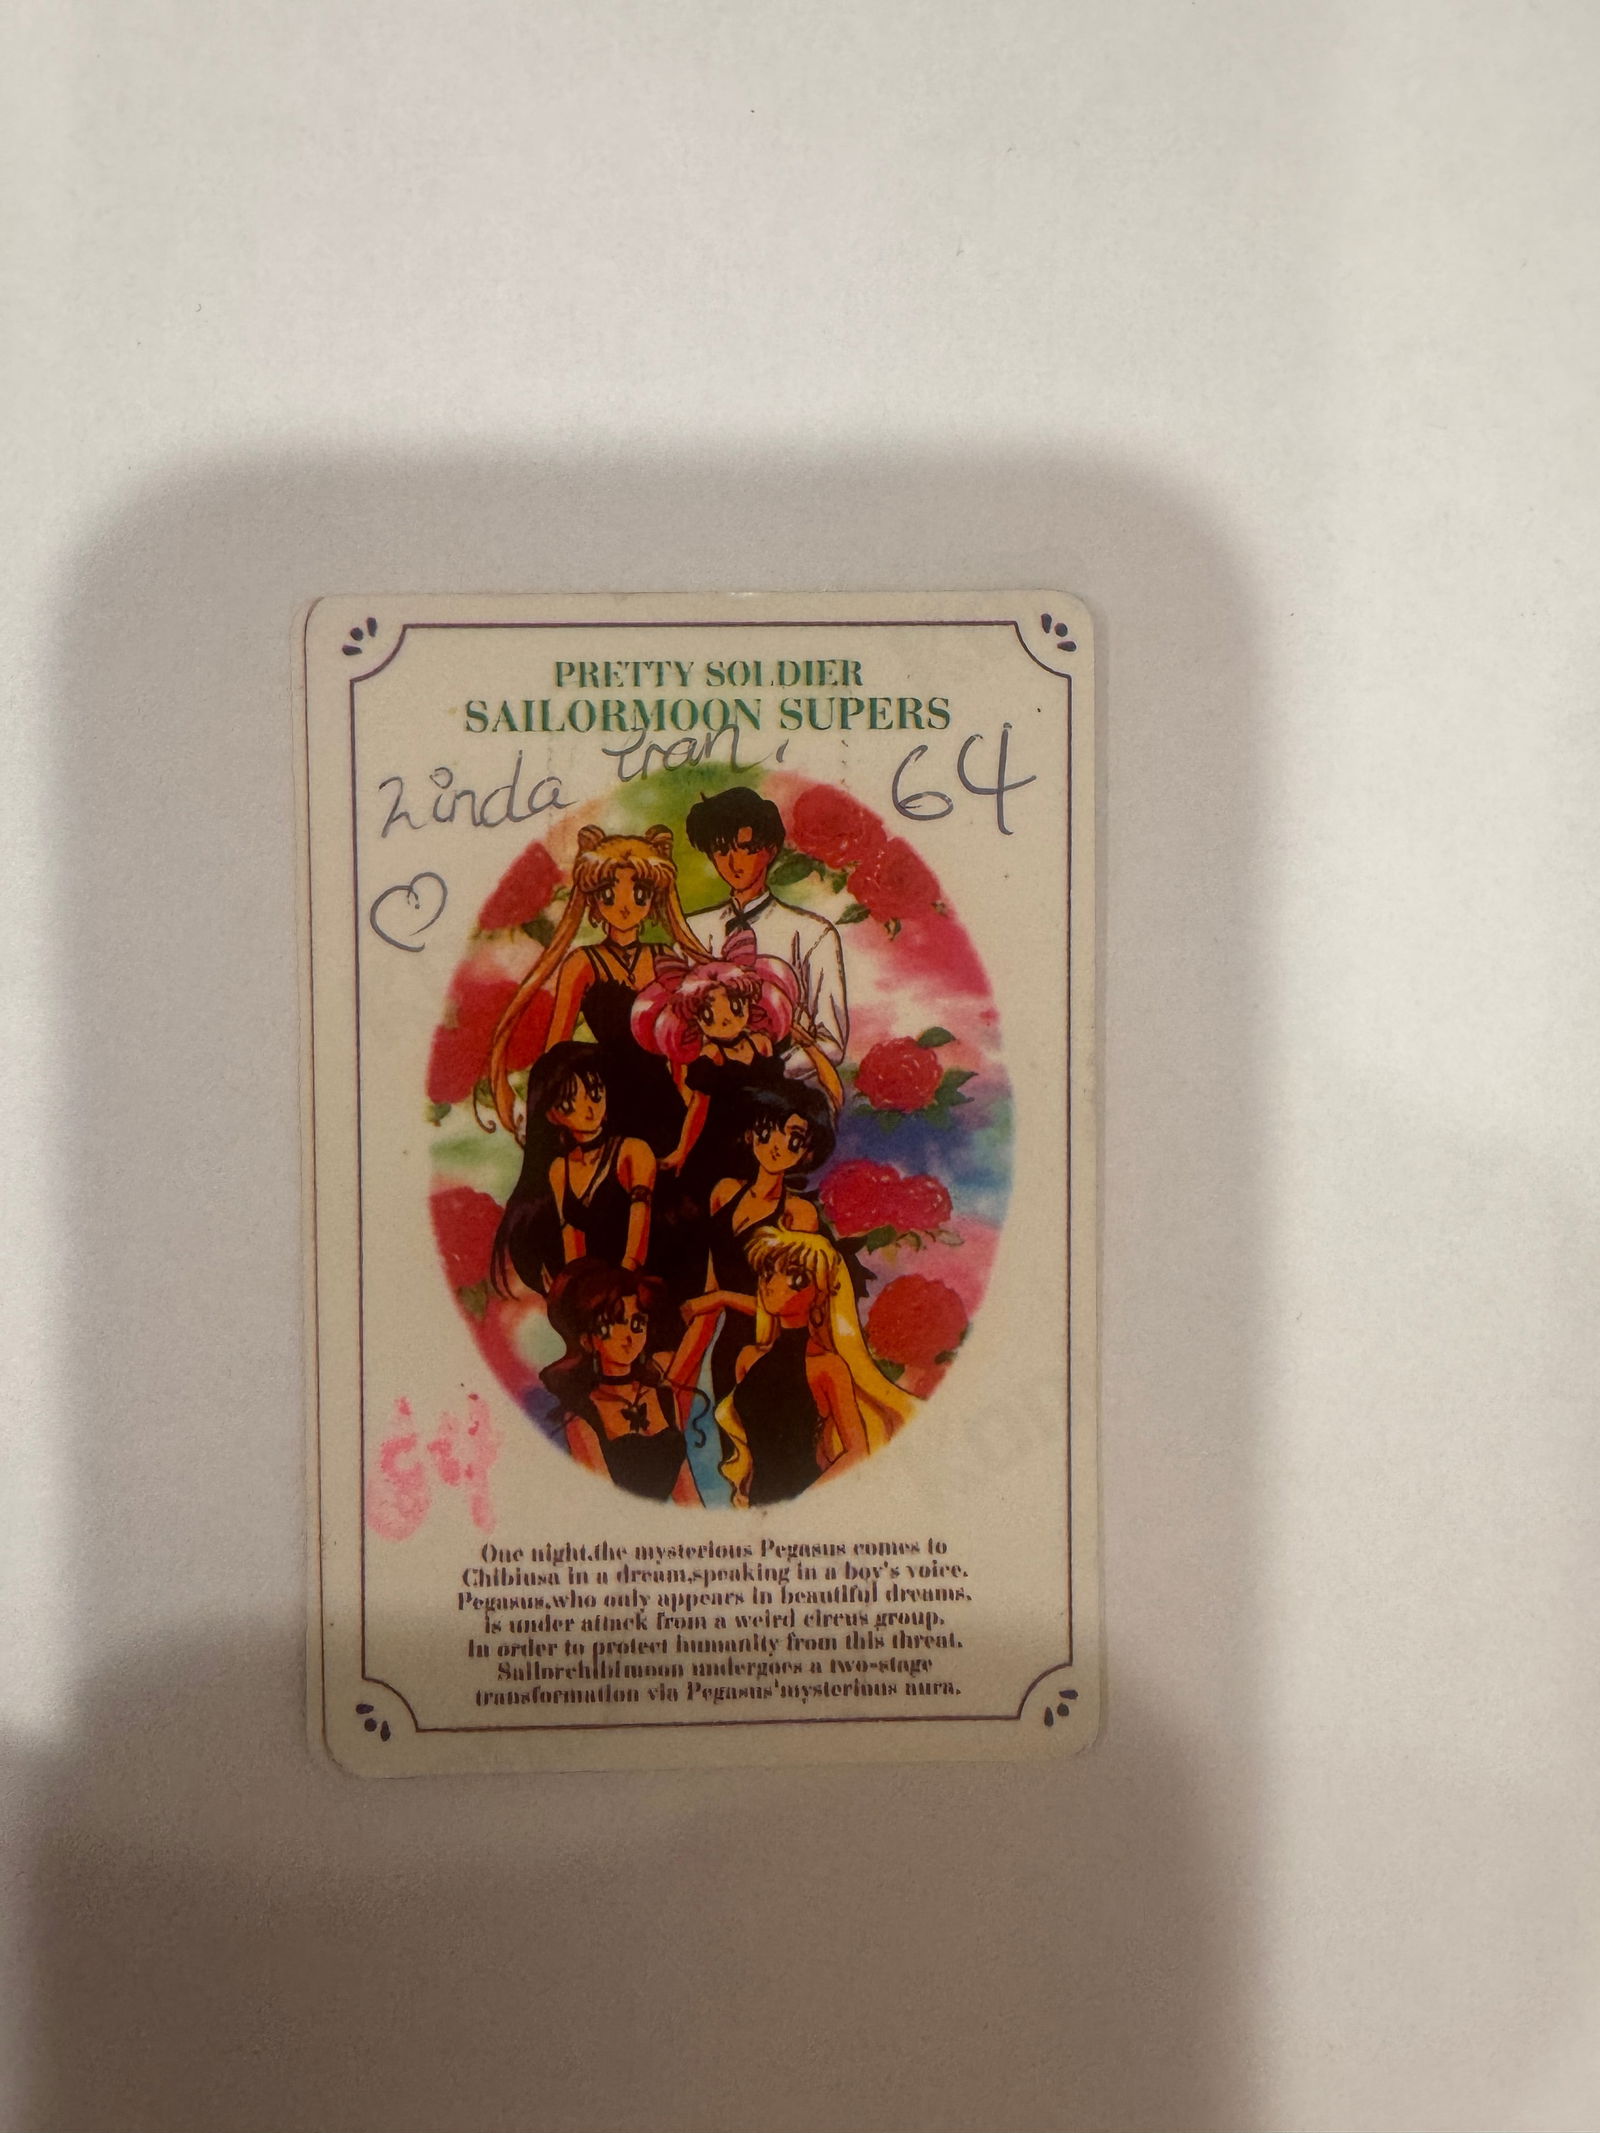 PRETTY SOLDIER
SAILORMOON SUPERS
Linda Tran.
64
64
One night,the mysterious Pegasus comes to
Chibiusa in a dream,speaking in a boy's voice.
Pegasus,who only appears in beautiful dreams,
is under attack from a weird circus group.
In order to protect humanity from this threat,
Sailorchibimoon undergoes a two-stage
transformation via Pegasus'mysterious aura.